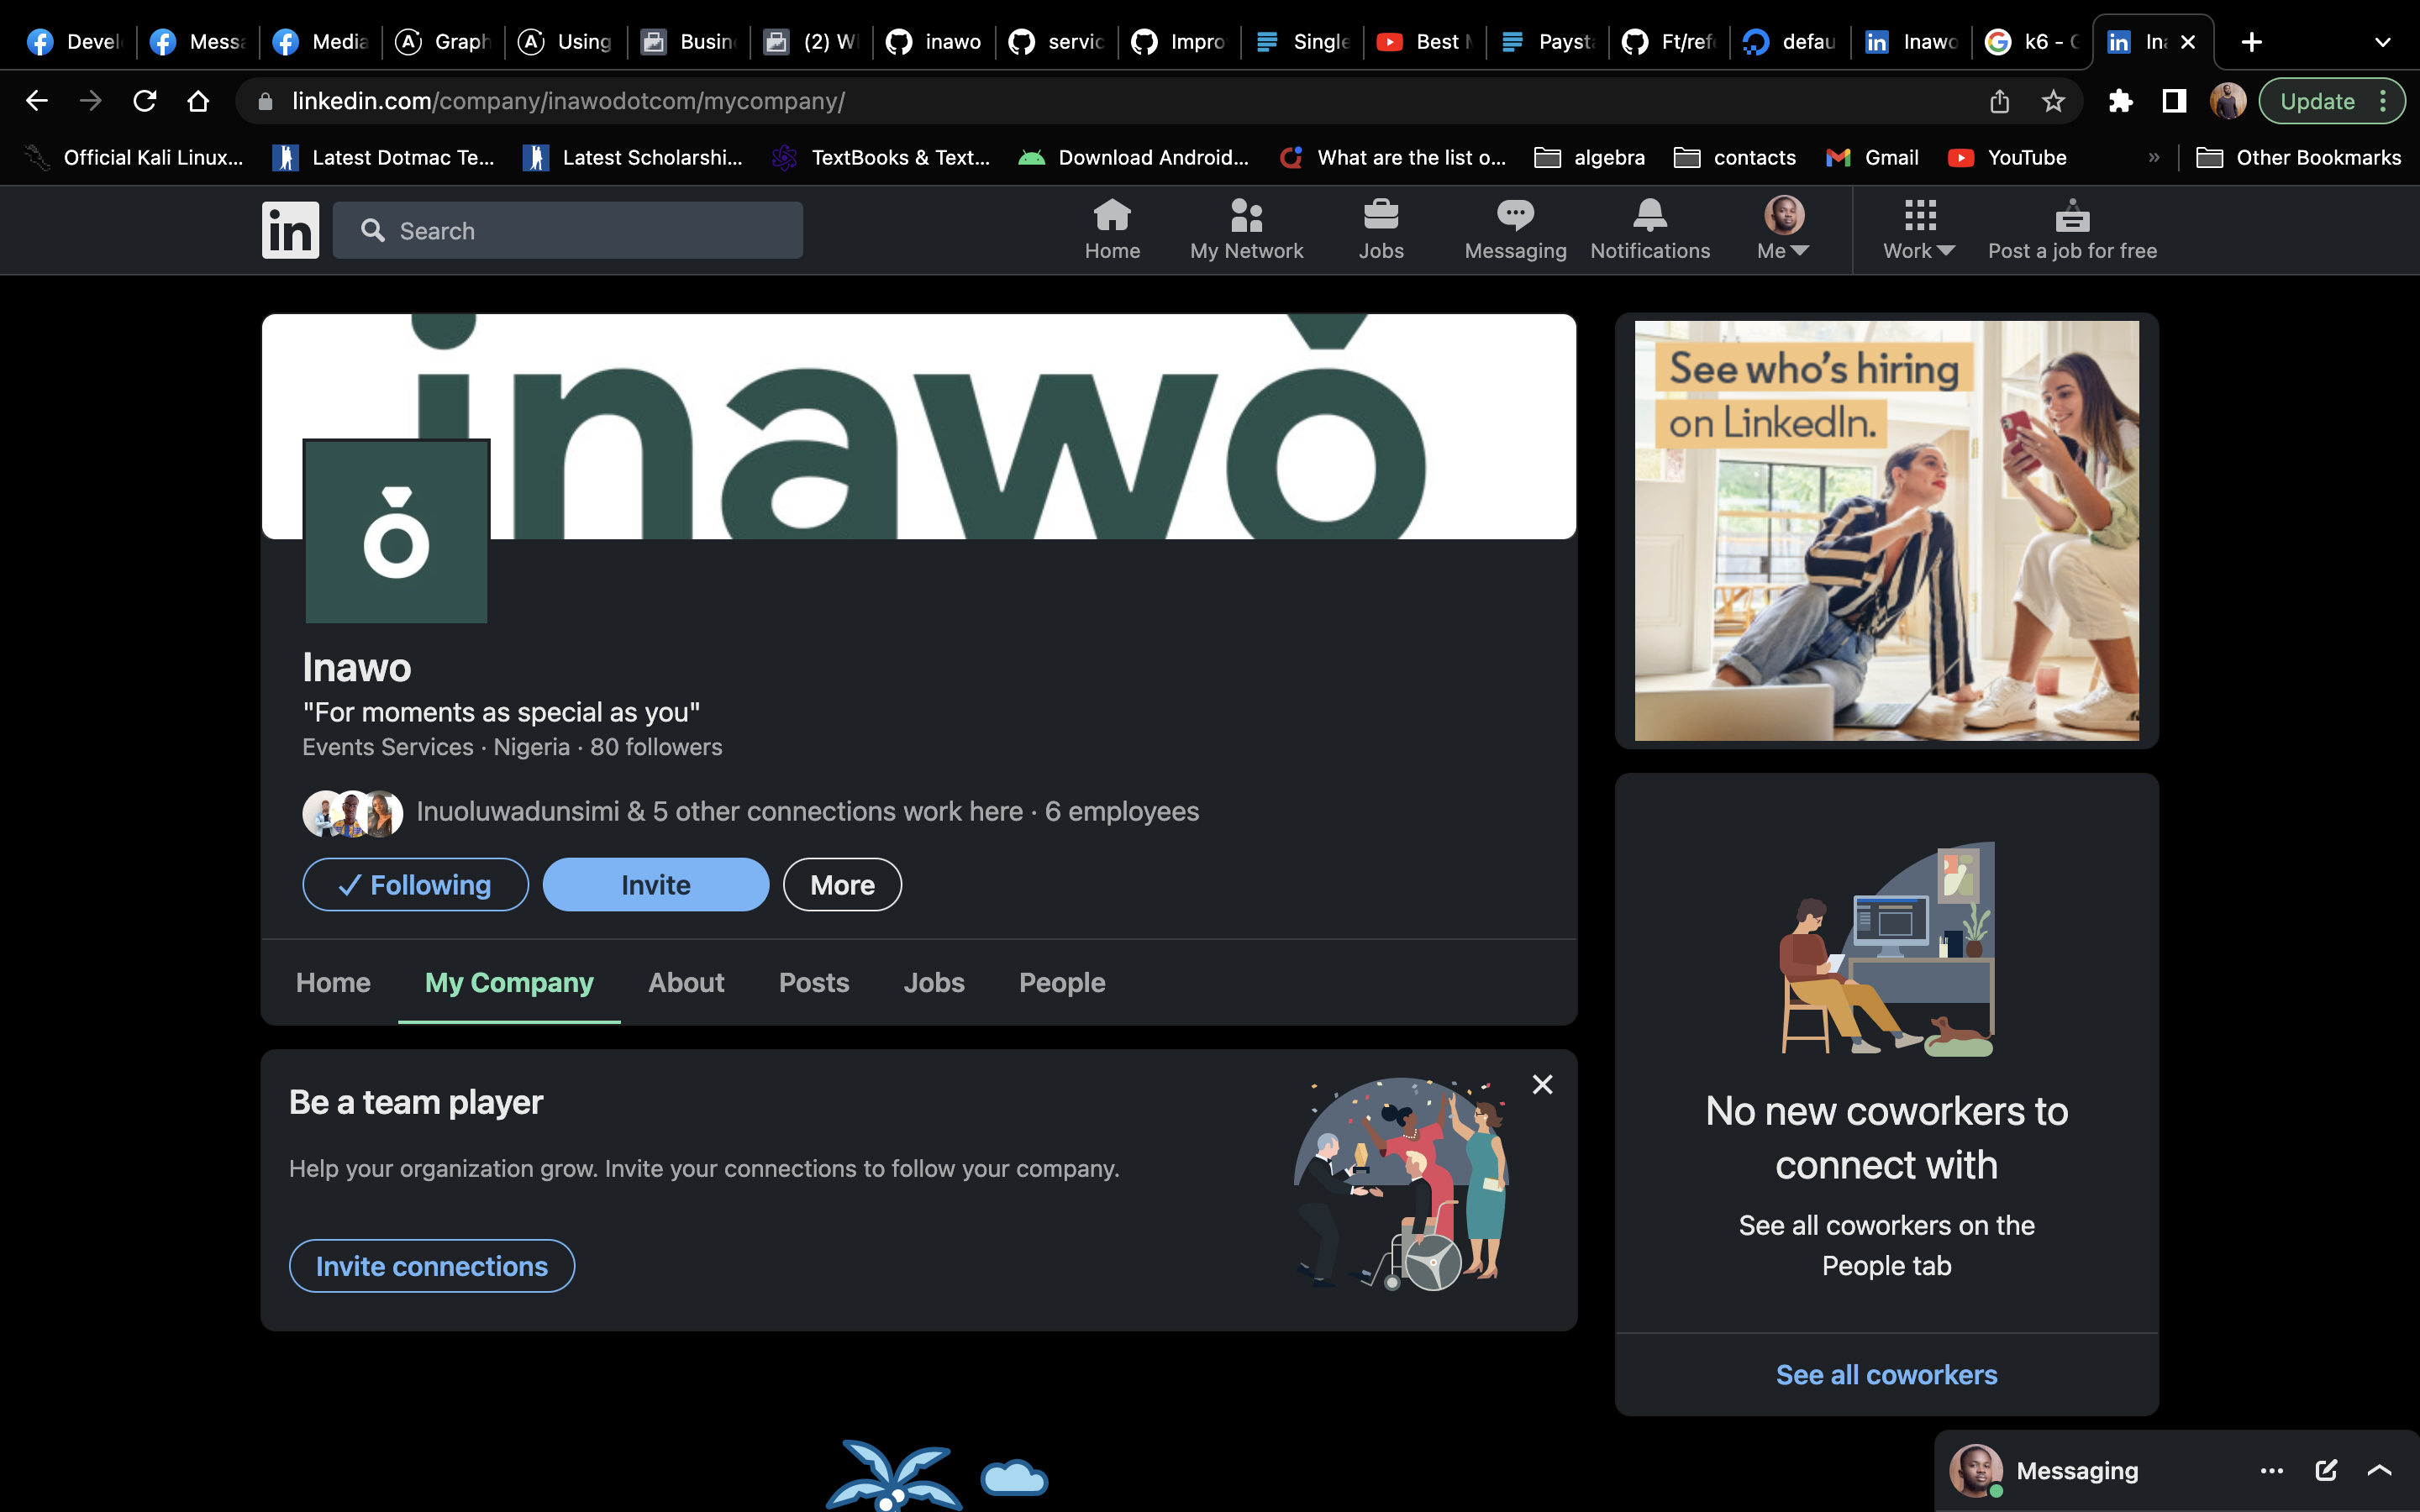 Devel
Messa
Media
Graph
Using
Busin
(2) W
inawo
servic
Impro
Single
Best M
Paysta
Ft/refe
defau
Inawo
k6 - G
Ina
linkedin.com/company/inawodotcom/mycompany/
Update
Official Kali Linux...
Latest Dotmac Te...
Latest Scholarshi...
TextBooks & Text...
Download Android...
What are the list o...
algebra
contacts
Gmail
YouTube
»
Other Bookmarks
in
Search
Home
My Network
Jobs
Messaging
Notifications
Me
Work
Post a job for free
inawo
See who's hiring
on LinkedIn.
Inawo
"For moments as special as you"
Events Services · Nigeria · 80 followers
Inuoluwadunsimi & 5 other connections work here · 6 employees
Following
Invite
More
Home
My Company
About
Posts
Jobs
People
Be a team player
Help your organization grow. Invite your connections to follow your company.
Invite connections
No new coworkers to
connect with
See all coworkers on the
People tab
See all coworkers
Messaging